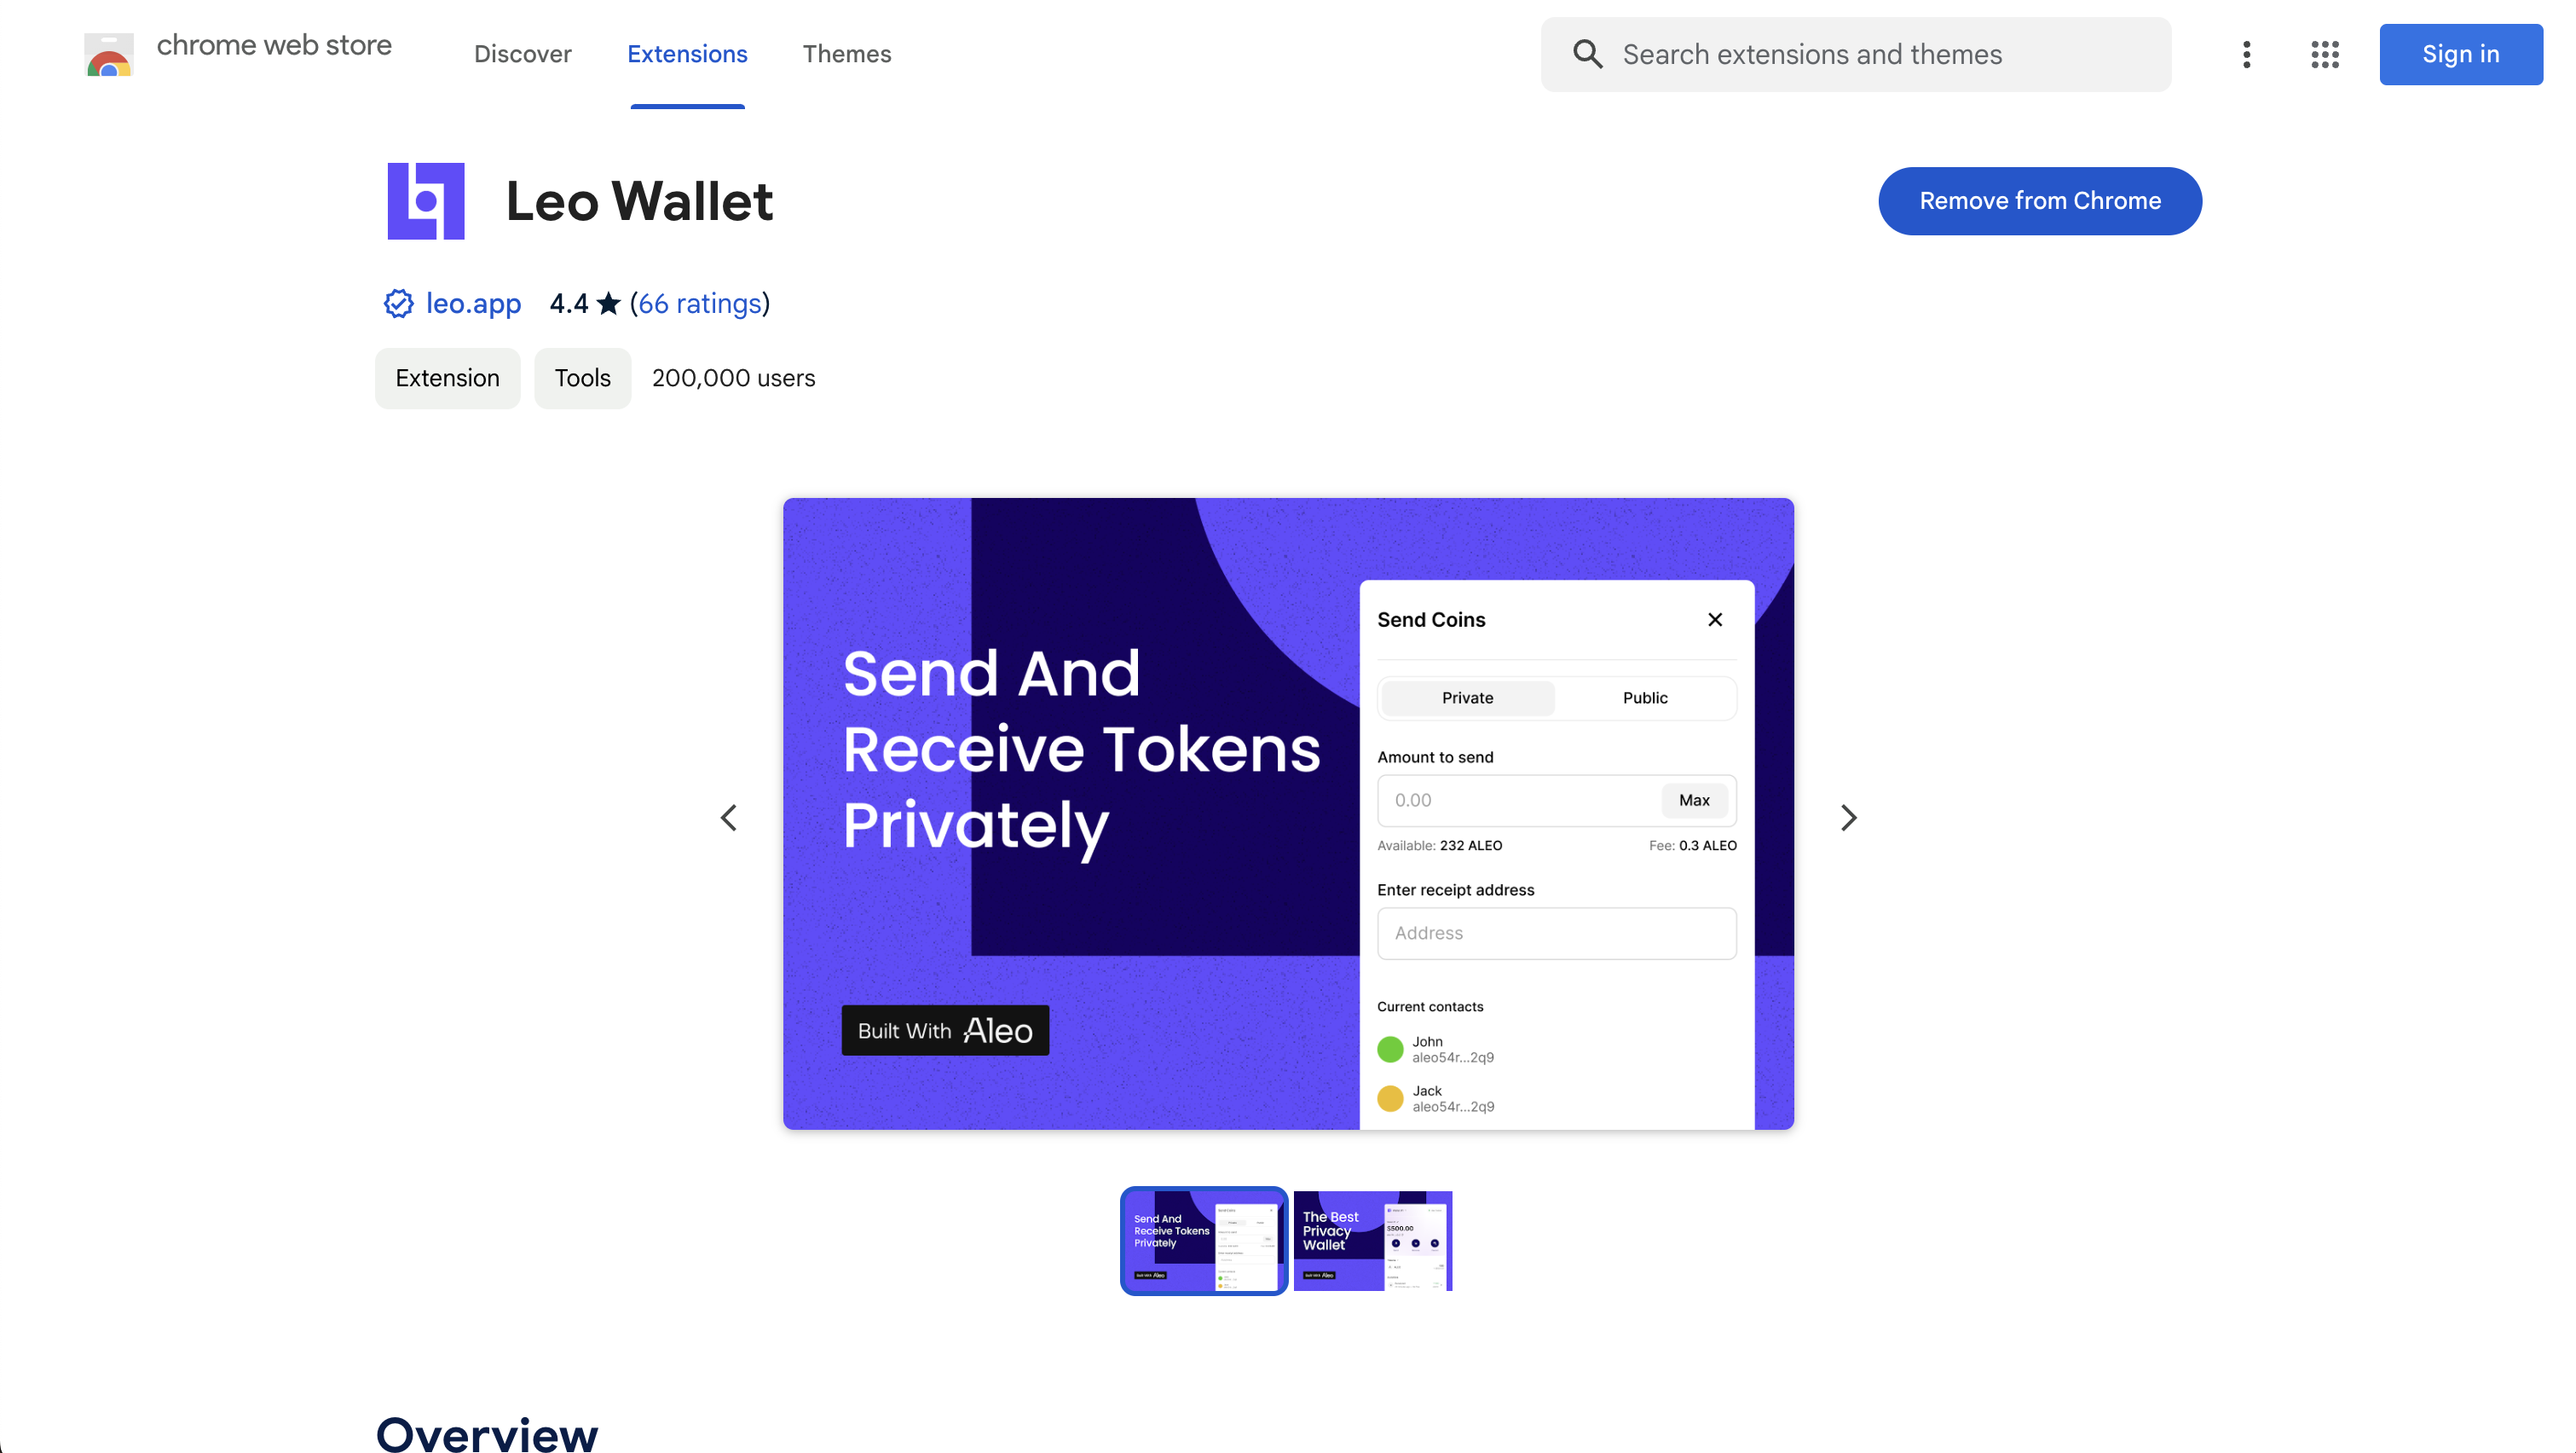 chrome web store
Discover
Extensions
Themes
Search extensions and themes
Sign in
Leo Wallet
Remove from Chrome
leo.app 4.4 ★ (66 ratings)
Extension
Tools
200,000 users
Send And
Receive Tokens
Privately
Built With Aleo
Send Coins
Private
Public
Amount to send
0.00
Max
Available: 232 ALEO
Fee: 0.3 ALEO
Enter receipt address
Address
Current contacts
John
aleo54r...2q9
Jack
aleo54r...2q9
Send And
Receive Tokens
Privately
The Best
Privacy
Wallet
Overview